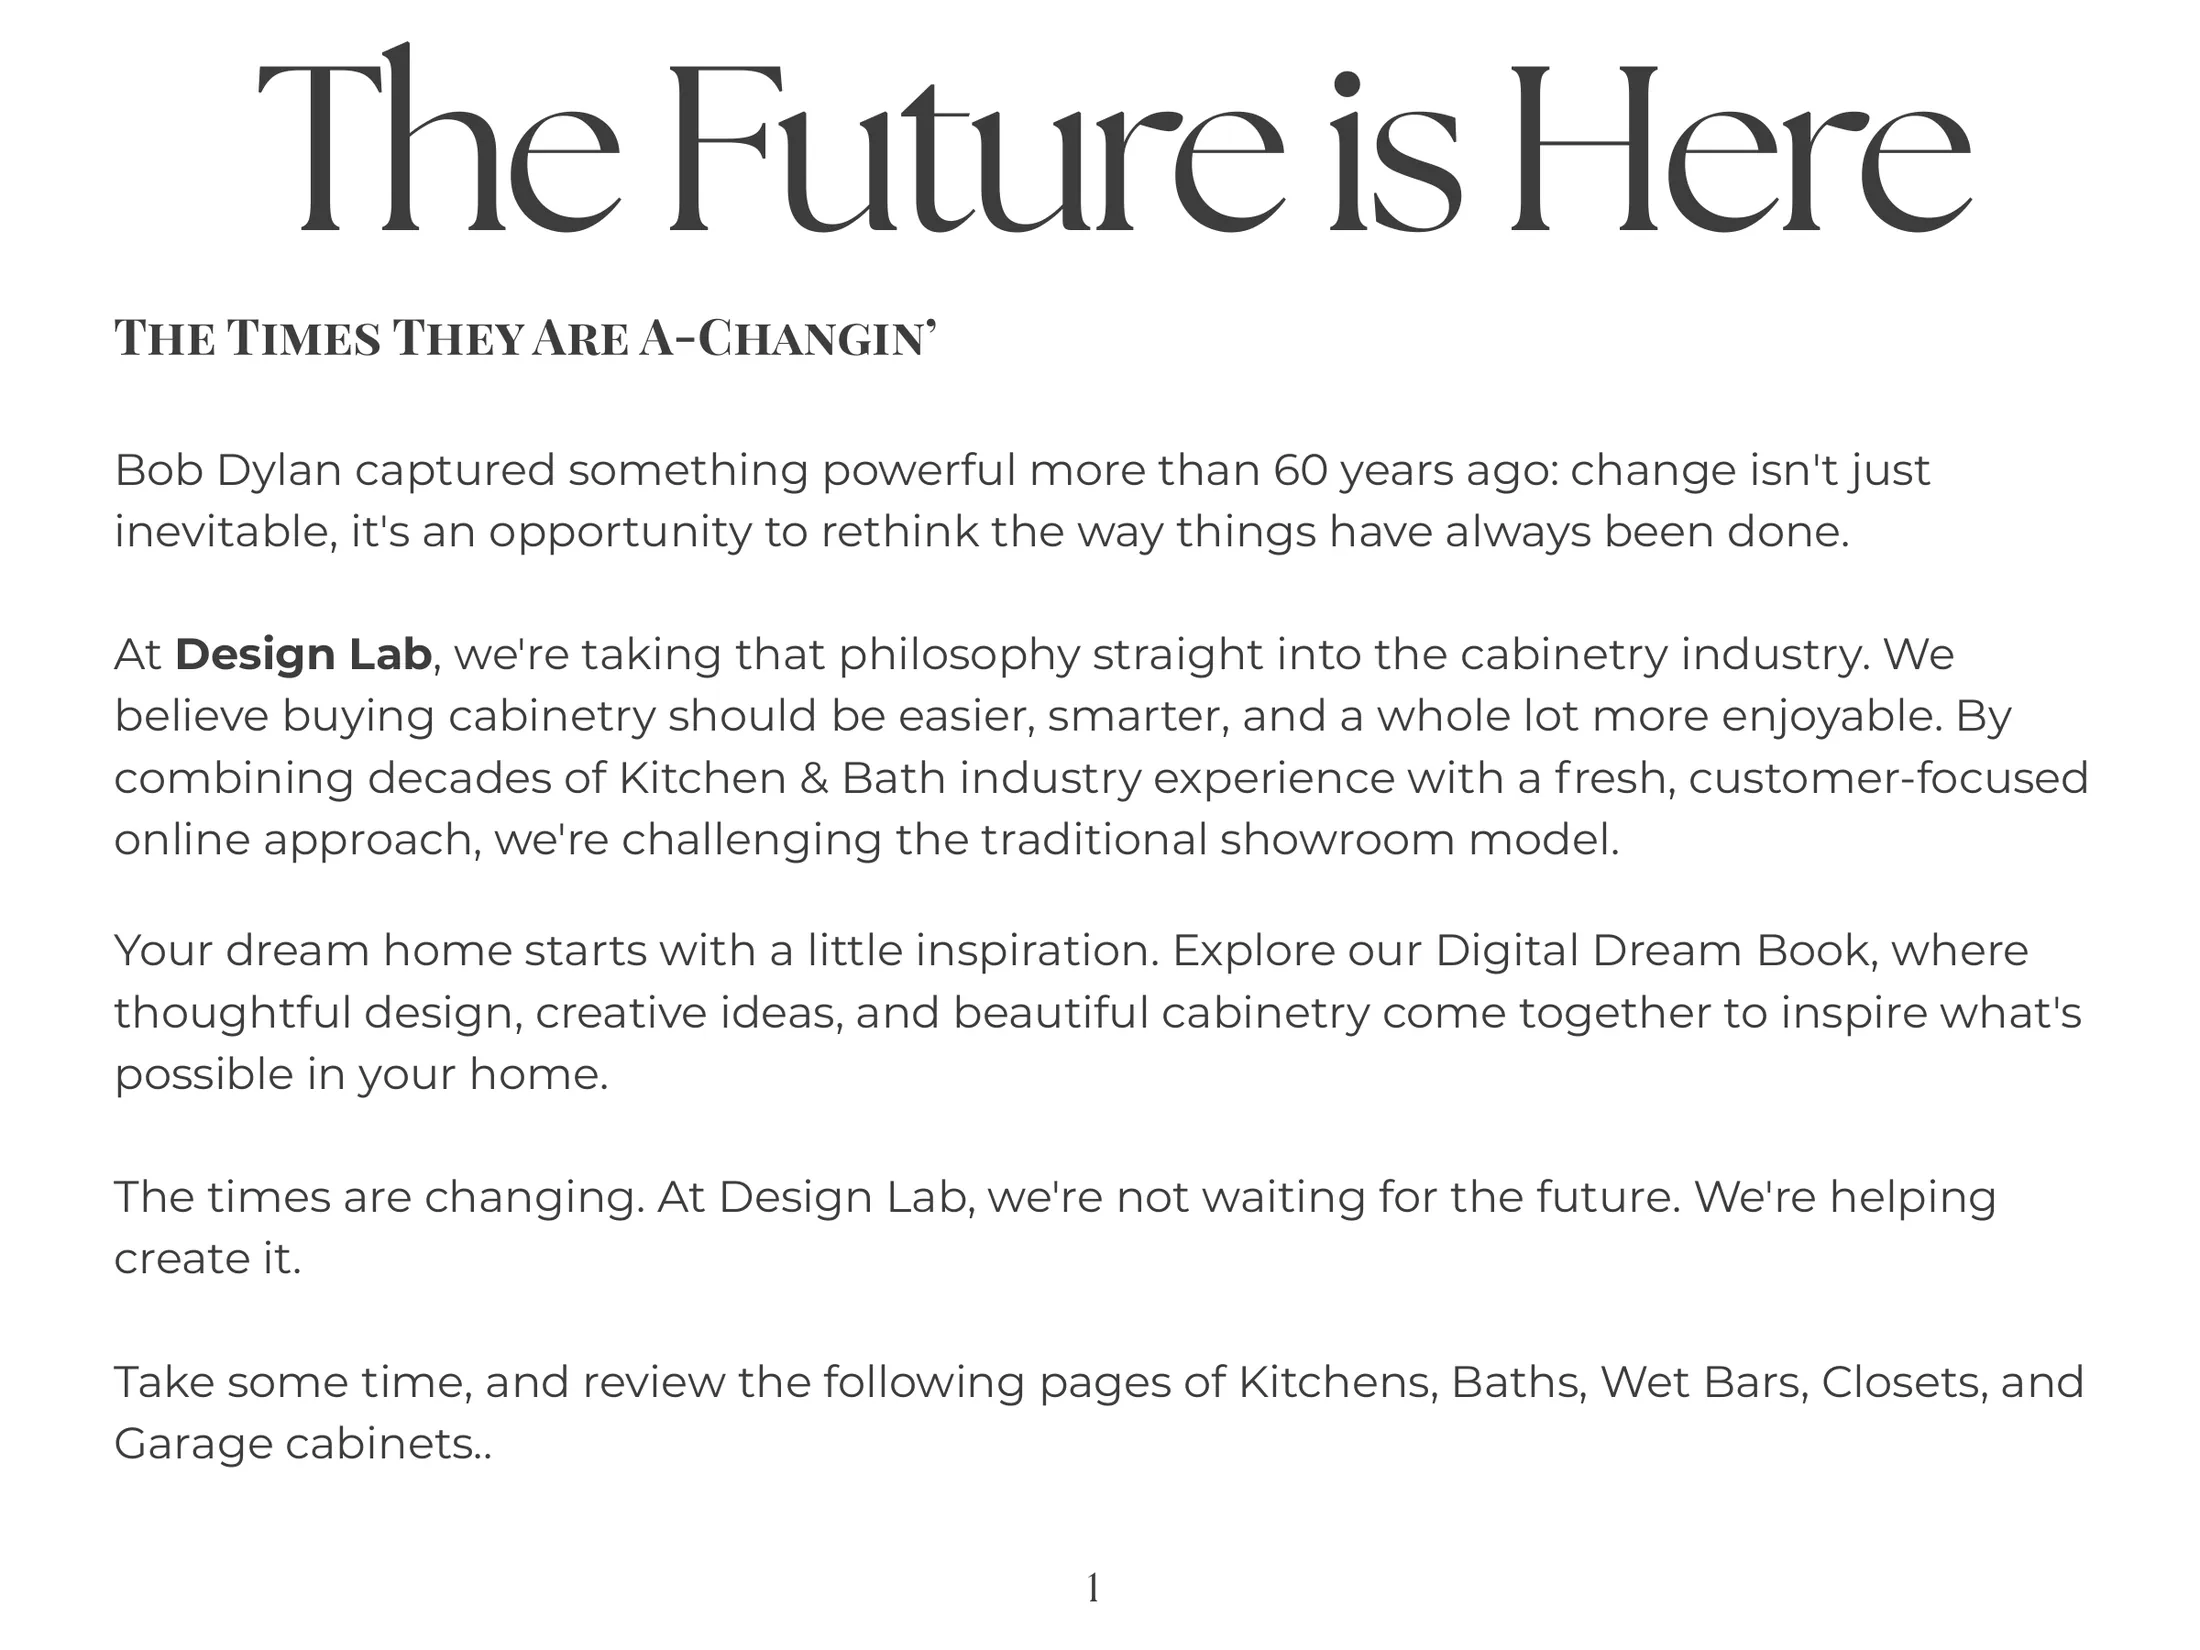 The Future is Here
The Times They Are A-Changin’
Bob Dylan captured something powerful more than 60 years ago: change isn't just
inevitable, it's an opportunity to rethink the way things have always been done.
At Design Lab, we're taking that philosophy straight into the cabinetry industry. We
believe buying cabinetry should be easier, smarter, and a whole lot more enjoyable. By
combining decades of Kitchen & Bath industry experience with a fresh, customer-focused
online approach, we're challenging the traditional showroom model.
Your dream home starts with a little inspiration. Explore our Digital Dream Book, where
thoughtful design, creative ideas, and beautiful cabinetry come together to inspire what's
possible in your home.
The times are changing. At Design Lab, we're not waiting for the future. We're helping
create it.
Take some time, and review the following pages of Kitchens, Baths, Wet Bars, Closets, and
Garage cabinets..
1